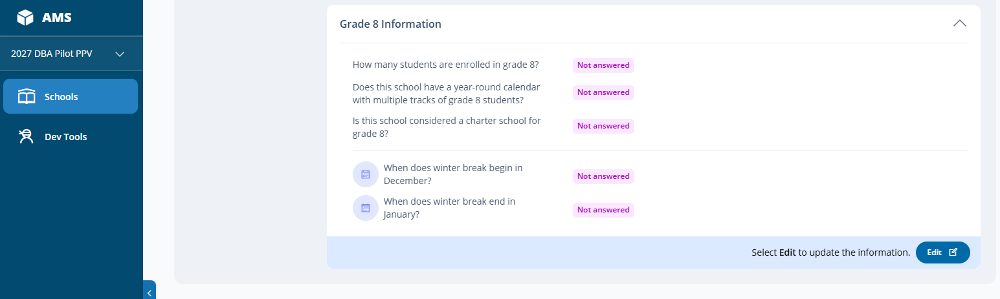 AMS
2027 DBA Pilot PPV
Schools
Dev Tools
Grade 8 Information
How many students are enrolled in grade 8?
Not answered
Does this school have a year-round calendar
with multiple tracks of grade 8 students?
Not answered
Is this school considered a charter school for
grade 8?
Not answered
When does winter break begin in
December?
Not answered
When does winter break end in
January?
Not answered
Select Edit to update the information.
Edit